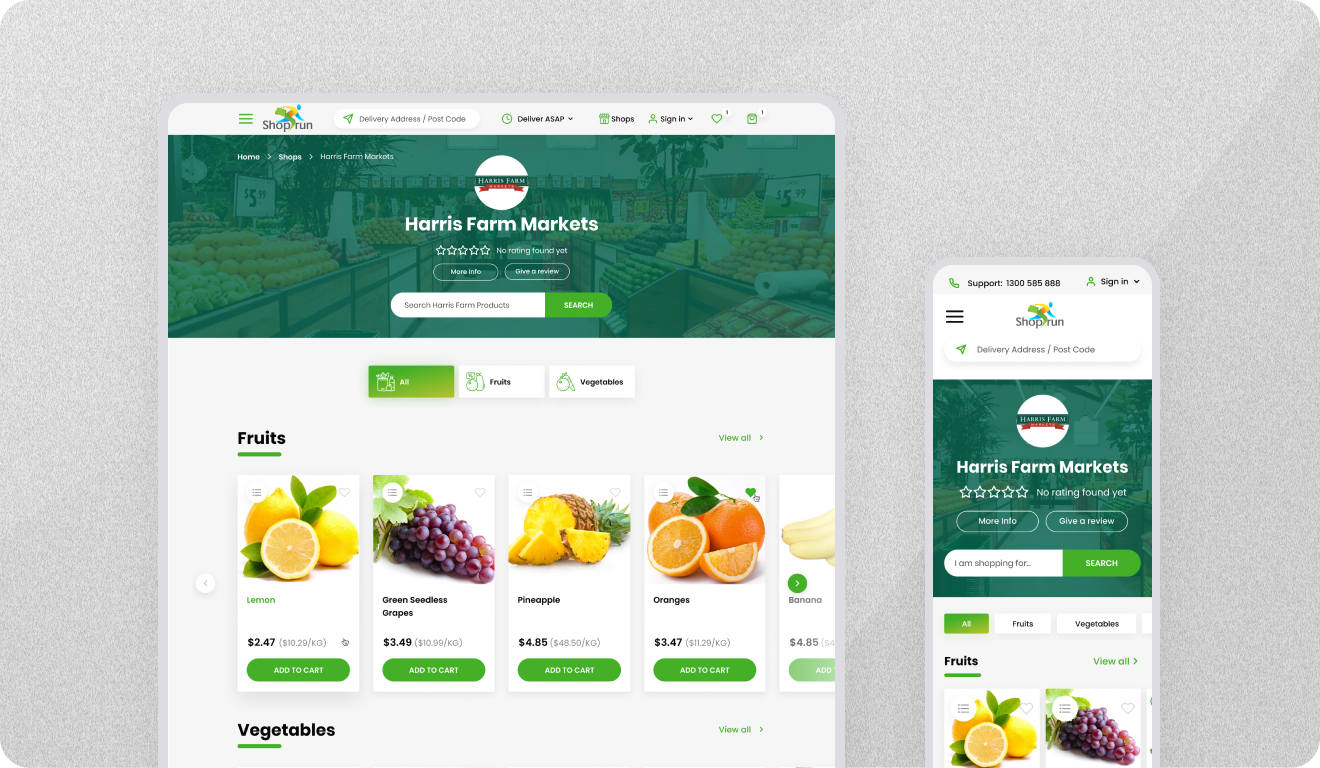 Shop run
Delivery Address / Post Code
Deliver ASAP
Shops
Sign in
1
1
Home > Shops > Harris Farm Markets
$5.99
$5.99
HARRIS FARM
MARKETS
Harris Farm Markets
No rating found yet
More Info
Give a review
Search Harris Farm Products
SEARCH
All
Fruits
Vegetables
Fruits
View all >
Lemon
$2.47 ($10.29/KG)
ADD TO CART
Green Seedless
Grapes
$3.49 ($10.99/KG)
ADD TO CART
Pineapple
$4.85 ($48.50/KG)
ADD TO CART
Oranges
$3.47 ($11.29/KG)
ADD TO CART
Banana
$4.85 ($4
ADD T
Vegetables
View all >
Support: 1300 585 888
Sign in
Shop run
Delivery Address / Post Code
HARRIS FARM
MARKETS
Harris Farm Markets
No rating found yet
More Info
Give a review
I am shopping for...
SEARCH
All
Fruits
Vegetables
Fruits
View all >